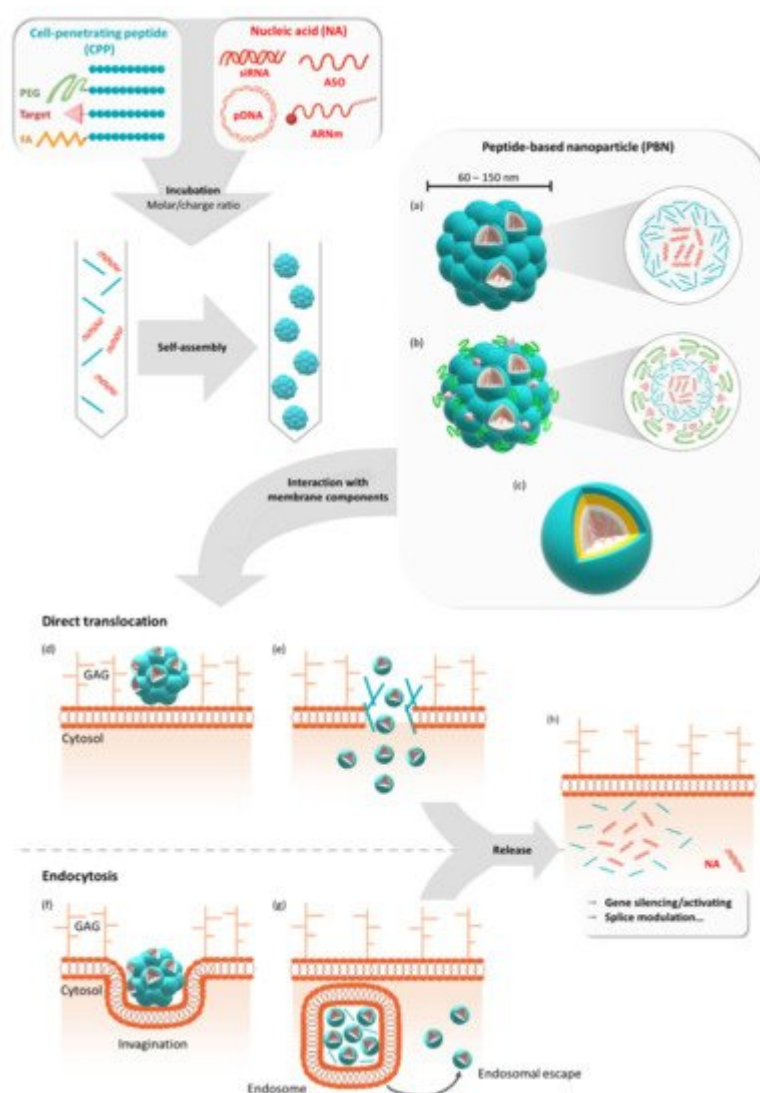 Cell-penetrating peptide
(CPP)
PEG
Target
FA
Nucleic acid (NA)
siRNA
ASO
pDNA
ARNm
Incubation
Molar/charge ratio
Self-assembly
Peptide-based nanoparticle (PBN)
60 – 150 nm
(a)
(b)
(c)
Interaction with
membrane components
Direct translocation
(d)
GAG
Cytosol
(e)
(h)
NA
Release
→ Gene silencing/activating
→ Splice modulation...
Endocytosis
(f)
GAG
Cytosol
Invagination
(g)
Endosome
Endosomal escape